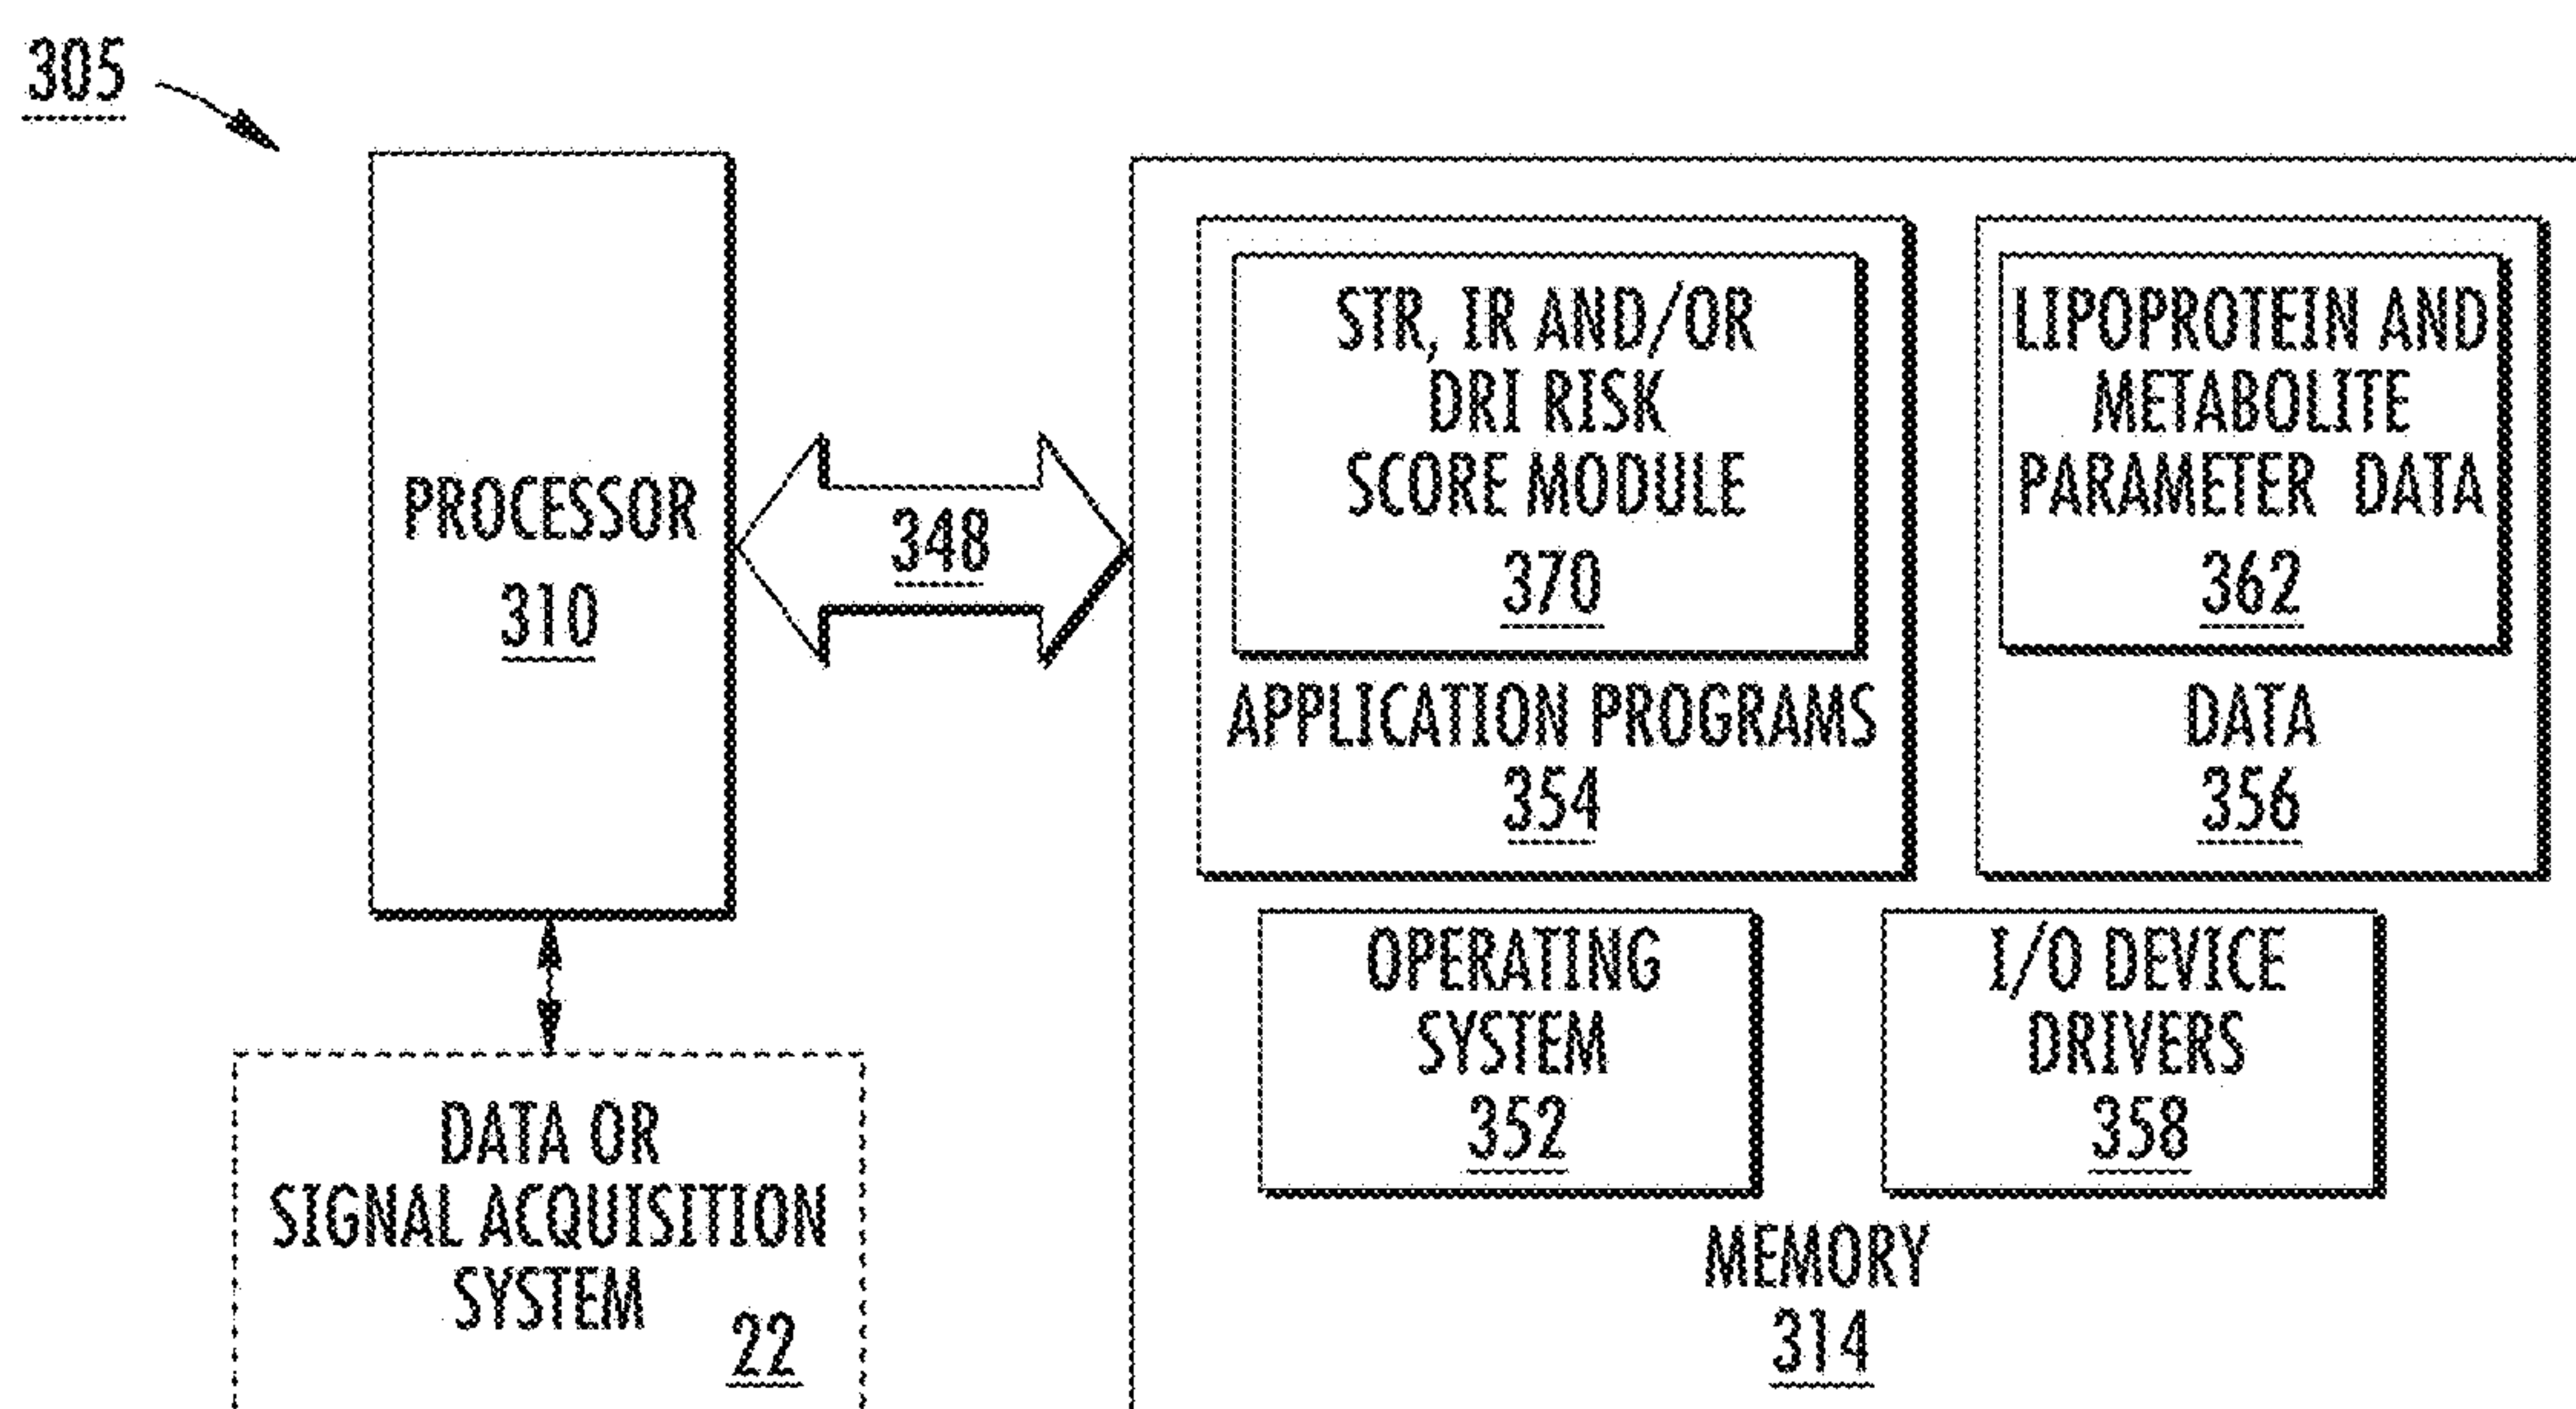 305
PROCESSOR
310
348
STR, IR AND/OR
DRI RISK
SCORE MODULE
370
APPLICATION PROGRAMS
354
LIPOPROTEIN AND
METABOLITE
PARAMETER DATA
362
DATA
356
OPERATING
SYSTEM
352
I/O DEVICE
DRIVERS
358
MEMORY
314
DATA OR
SIGNAL ACQUISITION
SYSTEM
22